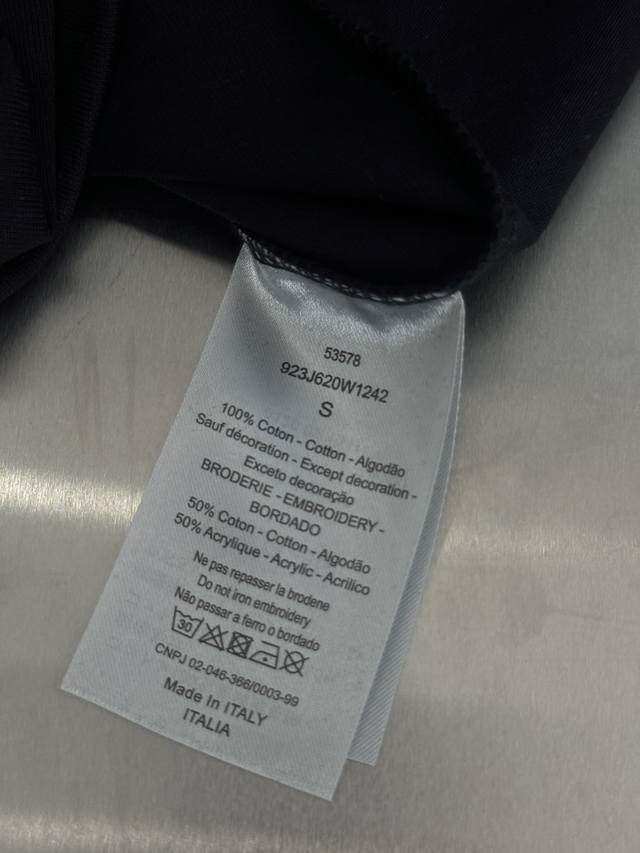 53578
923J620W1242
S
100% Coton - Cotton - Algodão
Sauf décoration - Except decoration -
Exceto decoração
BRODERIE - EMBROIDERY -
BORDADO
50% Coton - Cotton - Algodão
50% Acrylique - Acrylic - Acrilico
Ne pas repasser la brodene
Do not iron embroidery
Não passar a ferro o bordado
30
CNPJ 02-046-366/0003-99
Made In ITALY
ITALIA